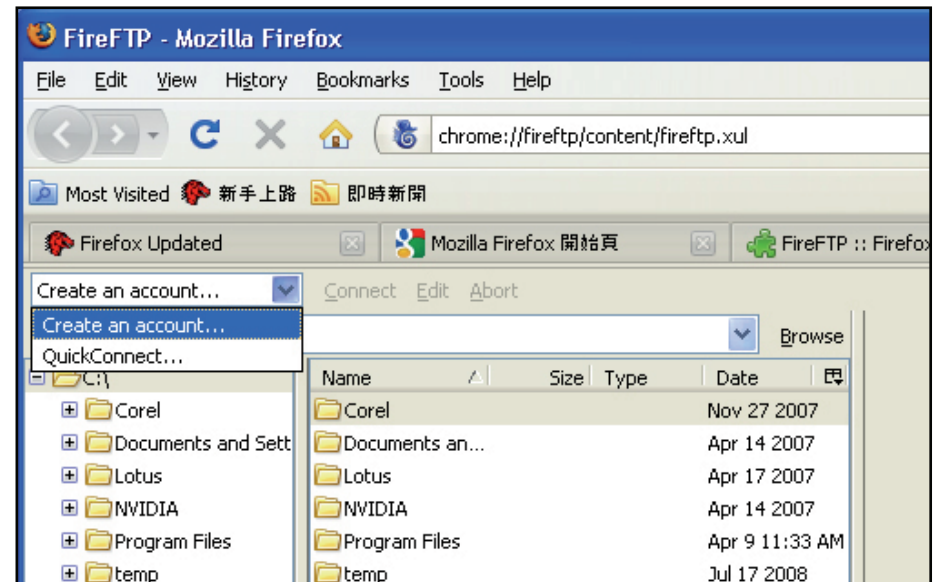 FireFTP - Mozilla Firefox
File Edit View History Bookmarks Tools Help
chrome://fireftp/content/fireftp.xul
Most Visited 新手上路 即時新聞
Firefox Updated Mozilla Firefox 開始頁 FireFTP :: Firefo
Create an account... Connect Edit Abort
Create an account...
Browse
QuickConnect...
C:\ Name Size Type Date
Corel Corel Nov 27 2007
Documents and Sett Documents an... Apr 14 2007
Lotus Lotus Apr 17 2007
NVIDIA NVIDIA Apr 14 2007
Program Files Program Files Apr 9 11:33 AM
temp temp Jul 17 2008